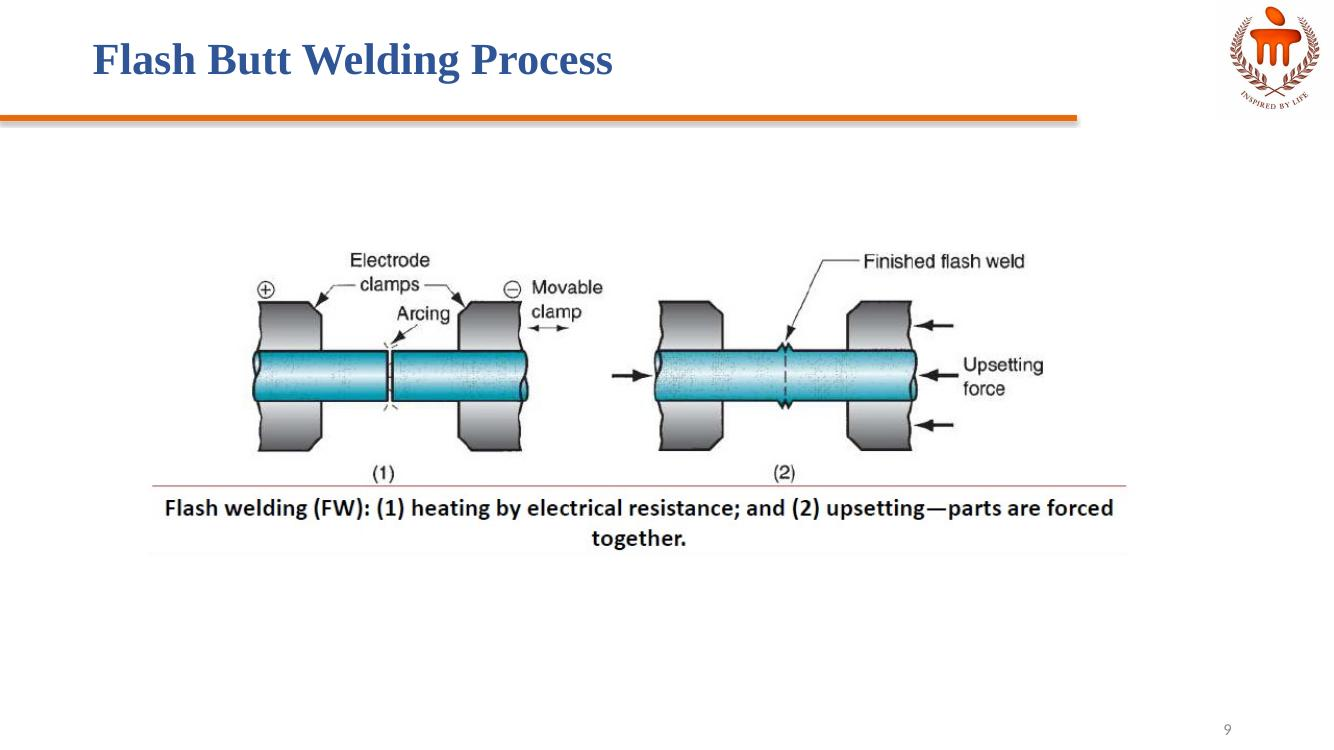 Flash Butt Welding Process
INSPIRED BY LIFE
Electrode
clamps
Arcing
+
−
Movable
clamp
(1)
Finished flash weld
Upsetting
force
(2)
Flash welding (FW): (1) heating by electrical resistance; and (2) upsetting—parts are forced
together.
9